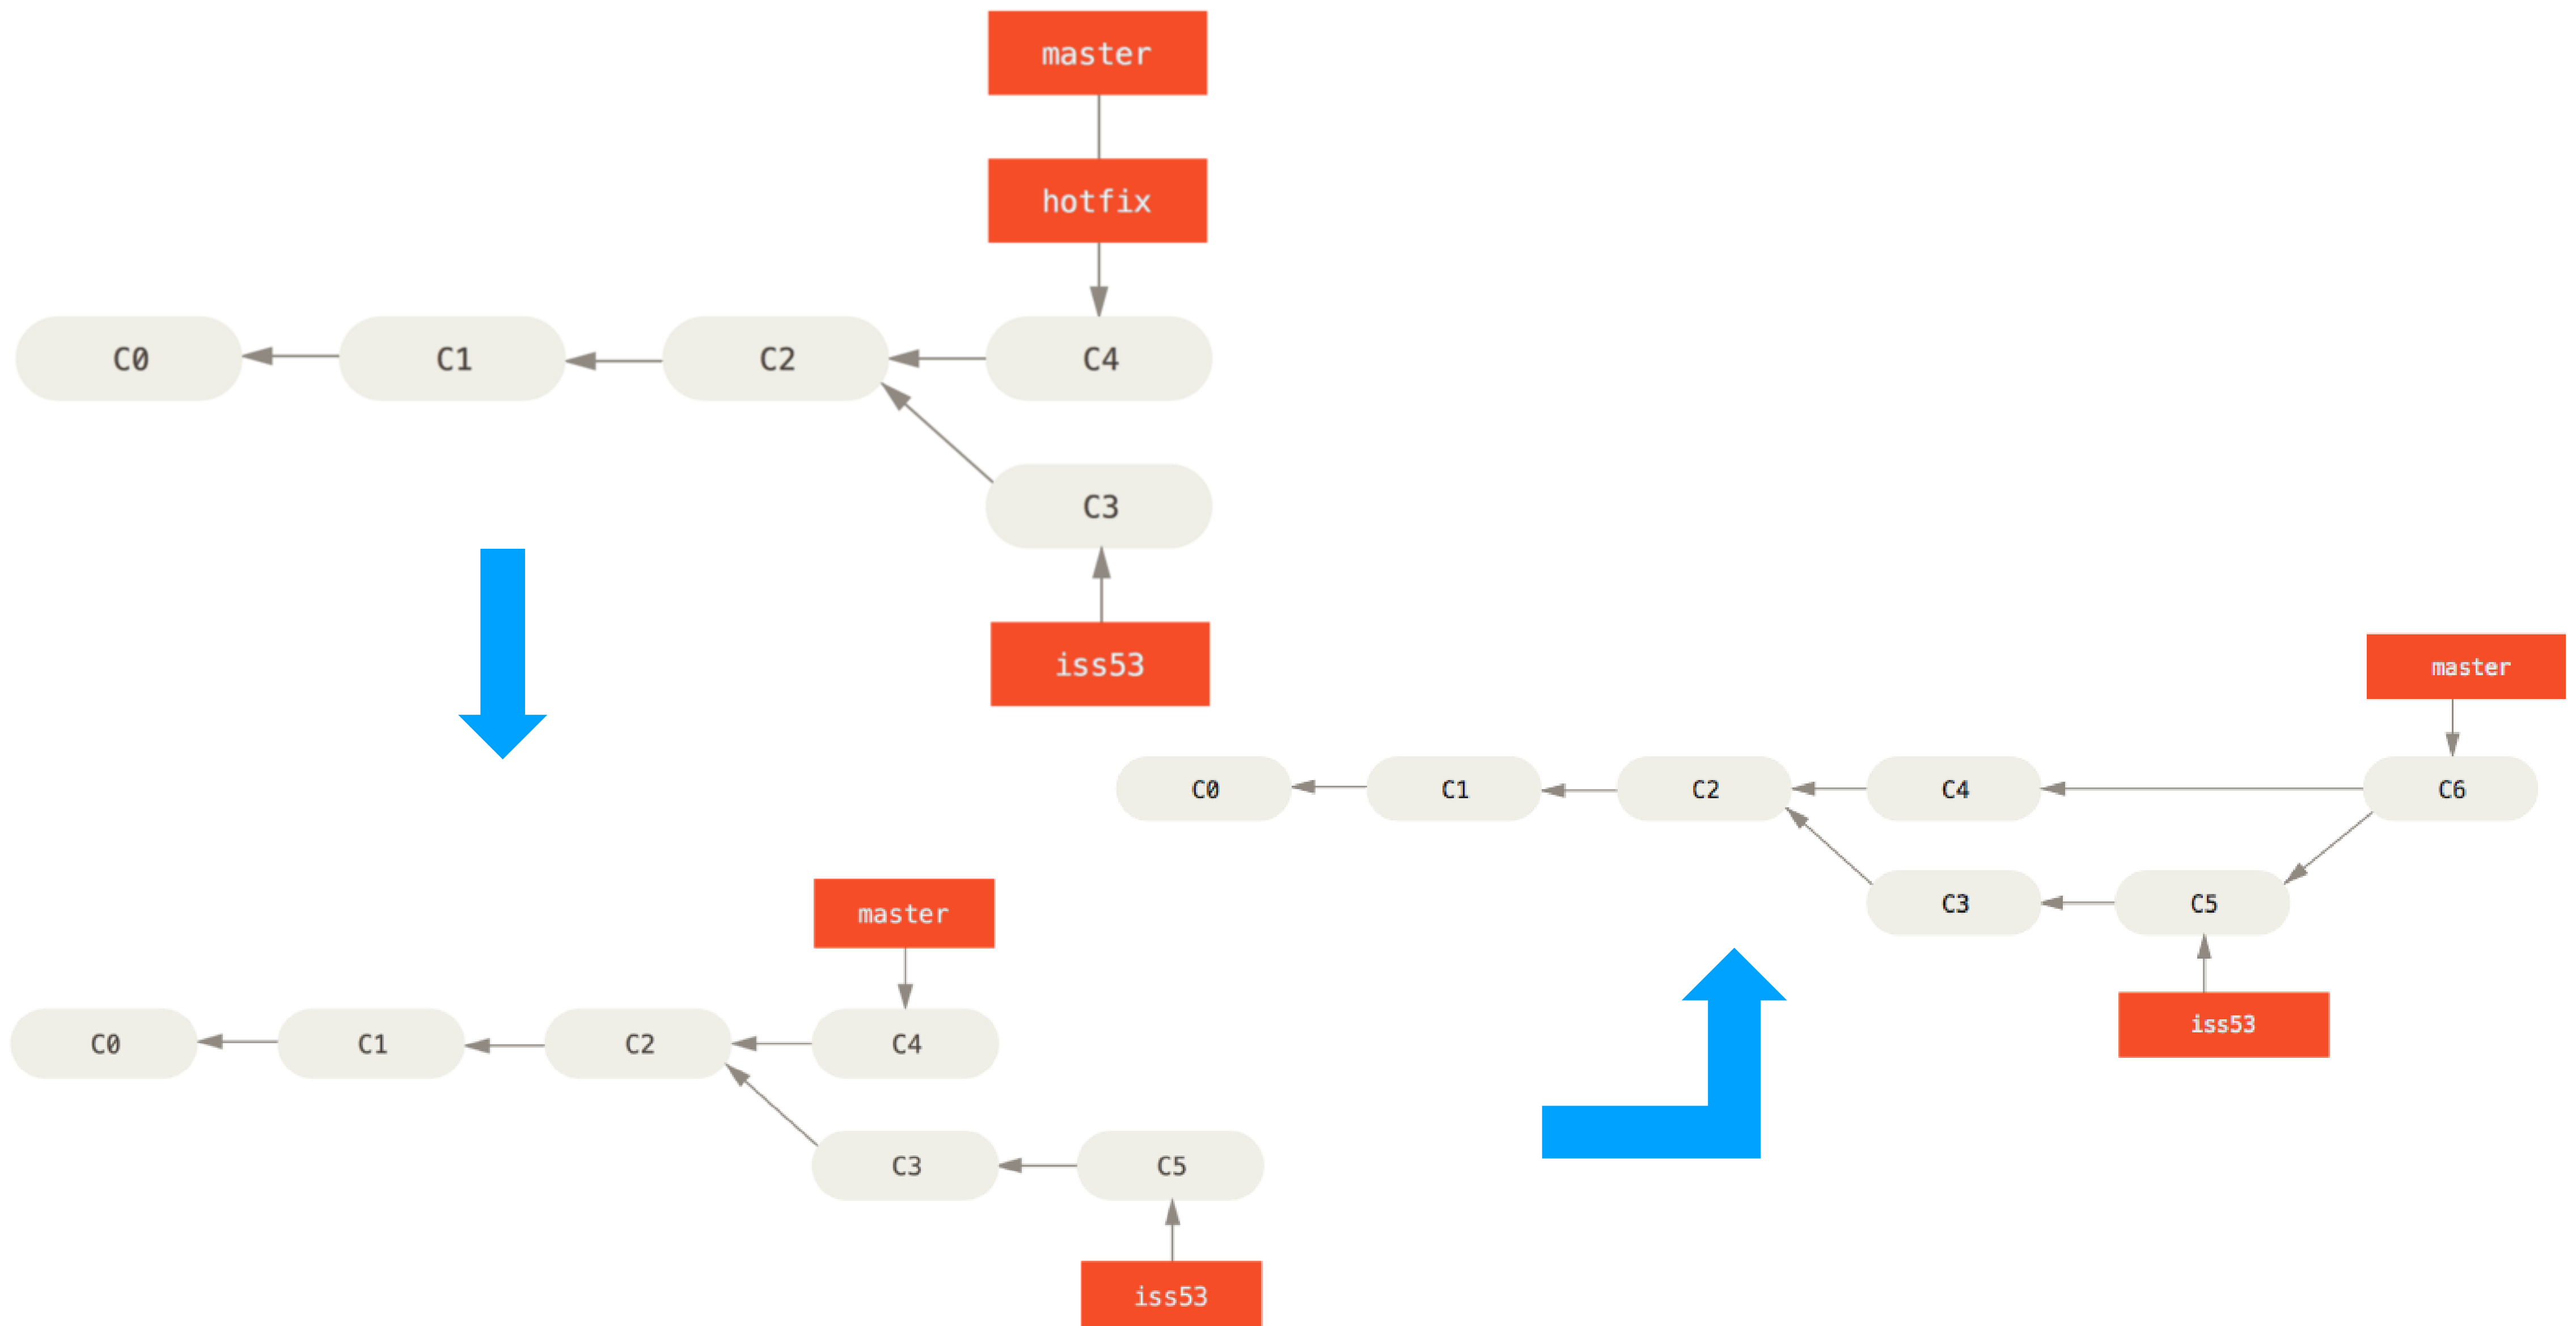 master
hotfix
C0 C1 C2 C4
C3
iss53
master
C0 C1 C2 C4
C3 C5
iss53
master
C0 C1 C2 C4 C6
C3 C5
iss53